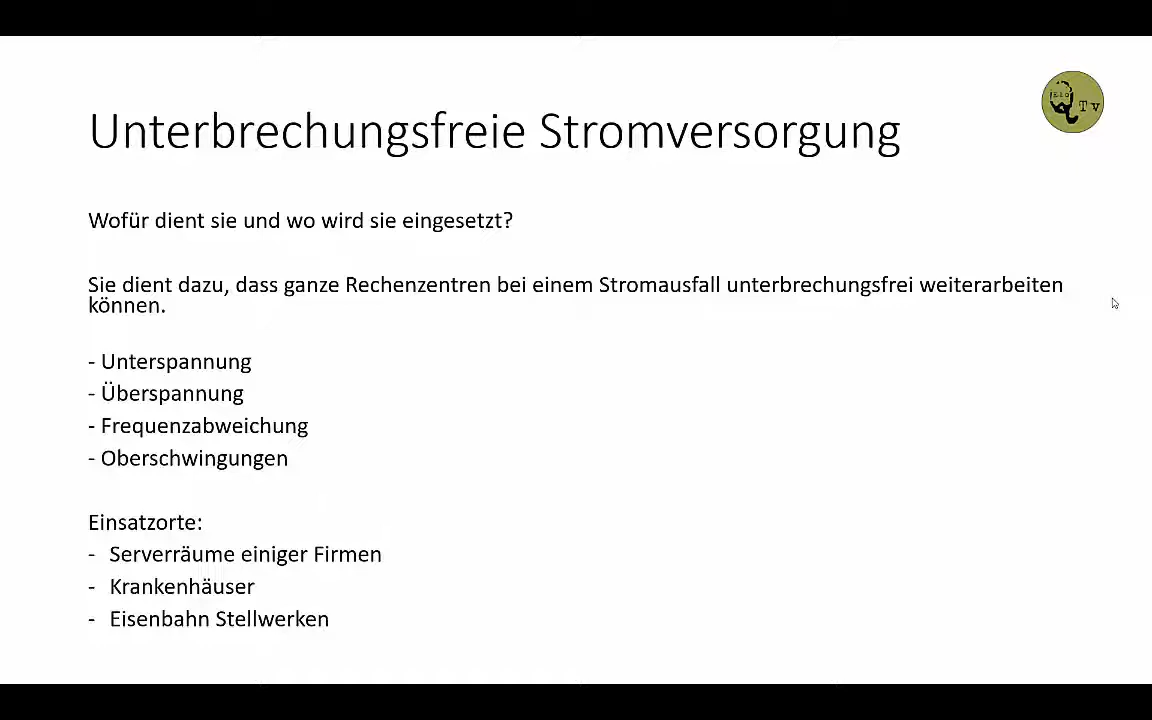 Unterbrechungsfreie Stromversorgung
Tv
Wofür dient sie und wo wird sie eingesetzt?
Sie dient dazu, dass ganze Rechenzentren bei einem Stromausfall unterbrechungsfrei weiterarbeiten
können.
- Unterspannung
- Überspannung
- Frequenzabweichung
- Oberschwingungen
Einsatzorte:
- Serverräume einiger Firmen
- Krankenhäuser
- Eisenbahn Stellwerken